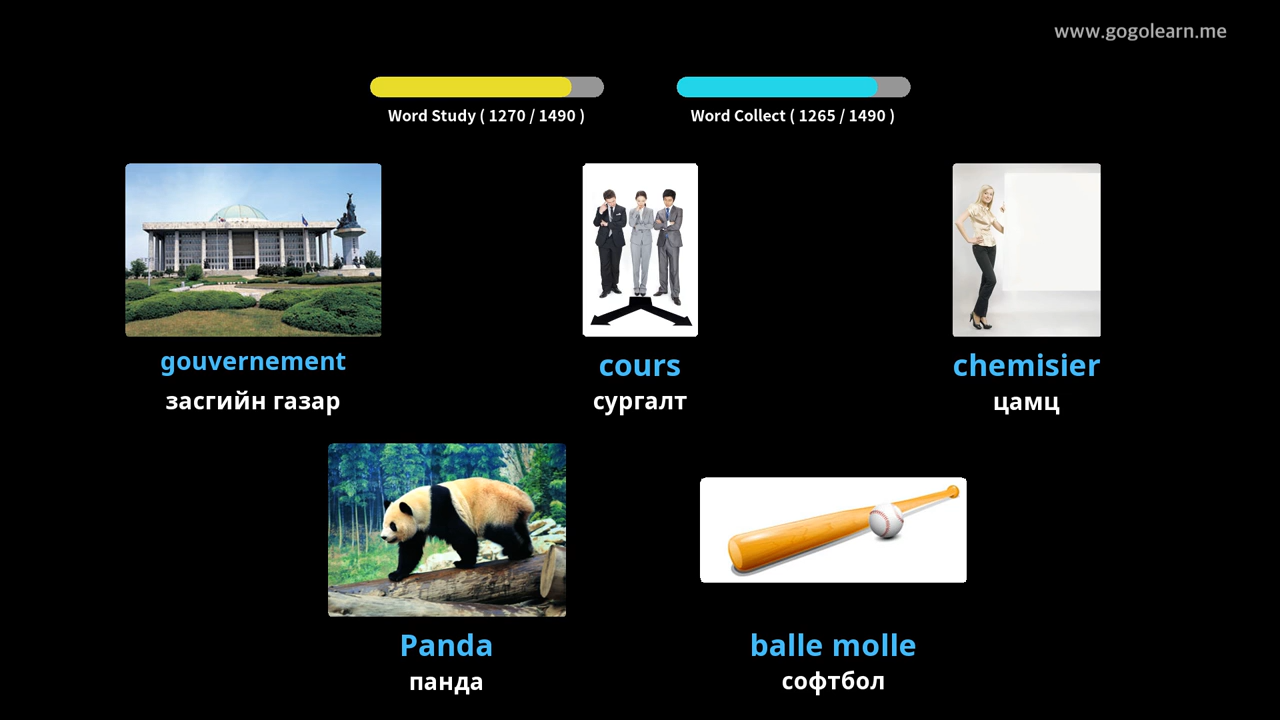 www.gogolearn.me
Word Study ( 1270 / 1490 )
Word Collect ( 1265 / 1490 )
gouvernement
засгийн газар
cours
сургалт
chemisier
цамц
Panda
панда
balle molle
софтбол